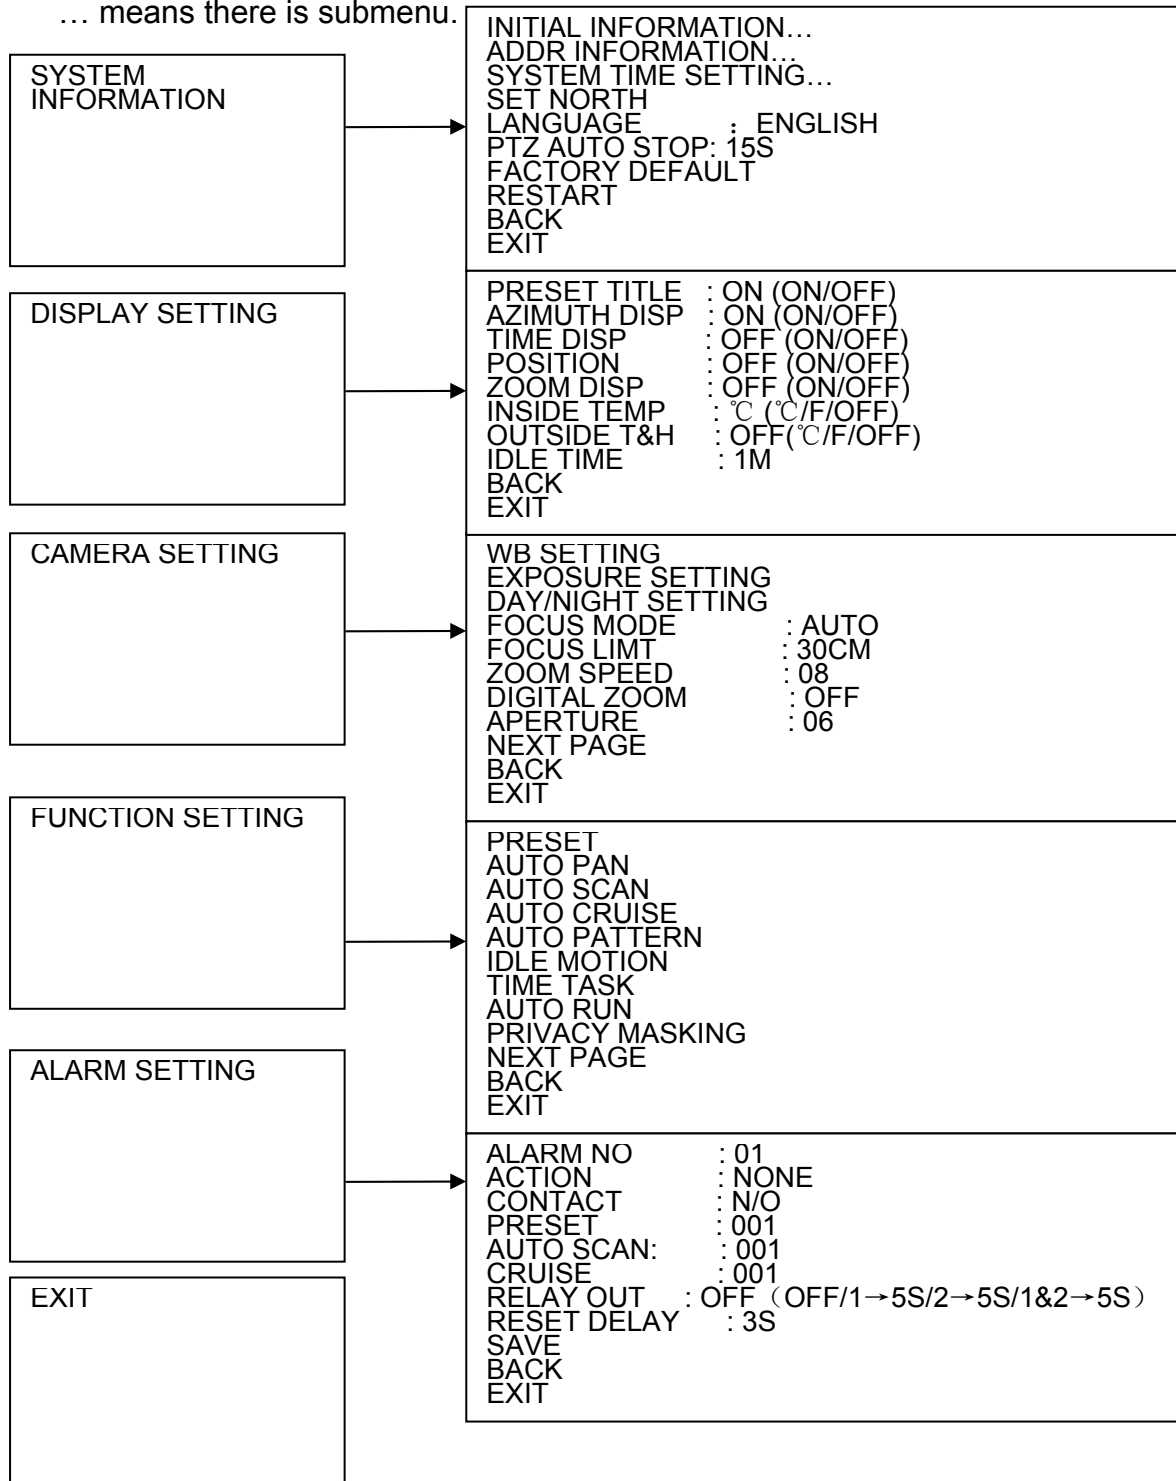 … means there is submenu.
SYSTEM
INFORMATION
INITIAL INFORMATION…
ADDR INFORMATION…
SYSTEM TIME SETTING…
SET NORTH
LANGUAGE : ENGLISH
PTZ AUTO STOP: 15S
FACTORY DEFAULT
RESTART
BACK
EXIT
DISPLAY SETTING
PRESET TITLE : ON (ON/OFF)
AZIMUTH DISP : ON (ON/OFF)
TIME DISP : OFF (ON/OFF)
POSITION : OFF (ON/OFF)
ZOOM DISP : OFF (ON/OFF)
INSIDE TEMP : ℃ (℃/F/OFF)
OUTSIDE T&H : OFF(℃/F/OFF)
IDLE TIME : 1M
BACK
EXIT
CAMERA SETTING
WB SETTING
EXPOSURE SETTING
DAY/NIGHT SETTING
FOCUS MODE : AUTO
FOCUS LIMT : 30CM
ZOOM SPEED : 08
DIGITAL ZOOM : OFF
APERTURE : 06
NEXT PAGE
BACK
EXIT
FUNCTION SETTING
PRESET
AUTO PAN
AUTO SCAN
AUTO CRUISE
AUTO PATTERN
IDLE MOTION
TIME TASK
AUTO RUN
PRIVACY MASKING
NEXT PAGE
BACK
EXIT
ALARM SETTING
ALARM NO : 01
ACTION : NONE
CONTACT : N/O
PRESET : 001
AUTO SCAN: : 001
CRUISE : 001
RELAY OUT : OFF（OFF/1→5S/2→5S/1&2→5S）
RESET DELAY : 3S
SAVE
BACK
EXIT
EXIT